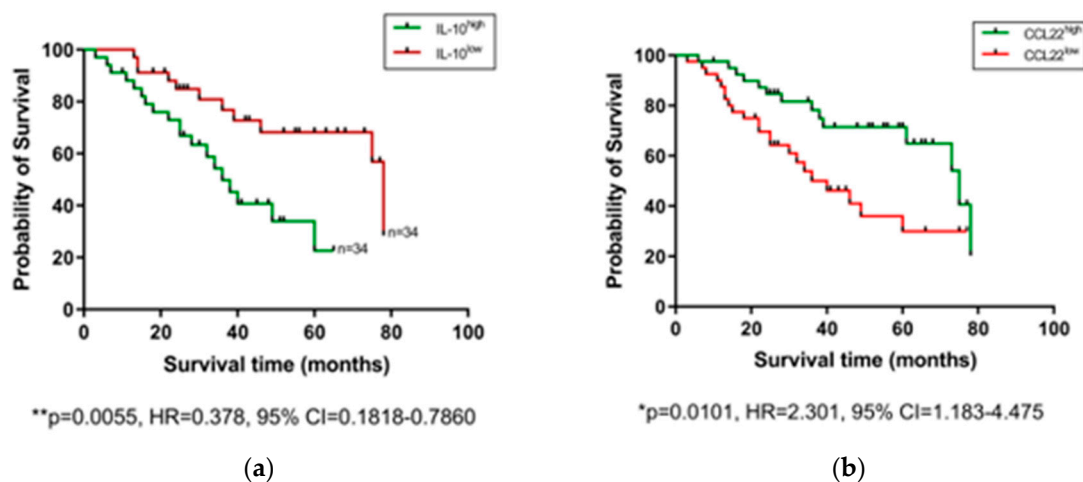 IL-10high
IL-10low
100
80
60
40
20
0
Probability of Survival
n=34
n=34
0 20 40 60 80 100
Survival time (months)
**p=0.0055, HR=0.378, 95% CI=0.1818-0.7860
(a)
CCL22high
CCL22low
100
80
60
40
20
0
Probability of Survival
0 20 40 60 80 100
Survival time (months)
*p=0.0101, HR=2.301, 95% CI=1.183-4.475
(b)